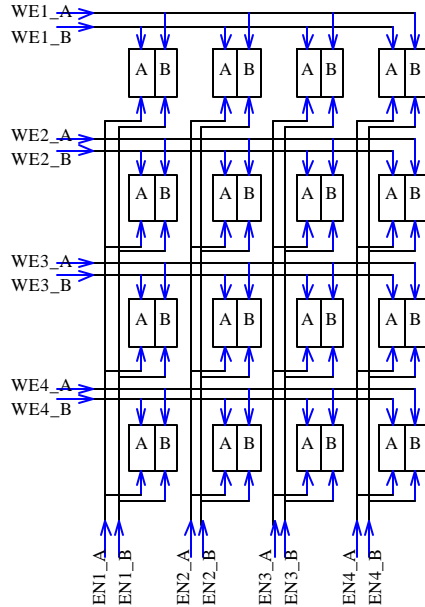 WE1_A
WE1_B
A B A B A B A B
WE2_A
WE2_B
A B A B A B A B
WE3_A
WE3_B
A B A B A B A B
WE4_A
WE4_B
A B A B A B A B
EN1_A
EN1_B
EN2_A
EN2_B
EN3_A
EN3_B
EN4_A
EN4_B